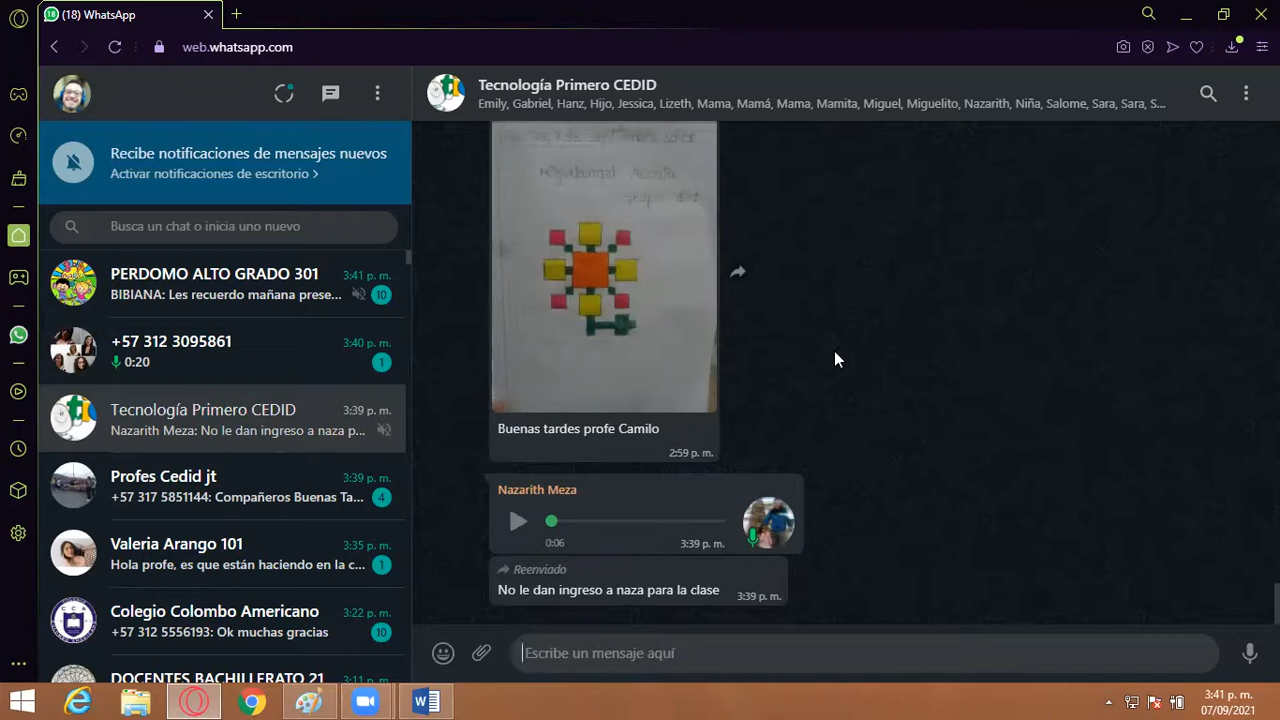 (18) WhatsApp
web.whatsapp.com
Recibe notificaciones de mensajes nuevos
Activar notificaciones de escritorio >
Busca un chat o inicia uno nuevo
PERDOMO ALTO GRADO 301
3:41 p. m.
BIBIANA: Les recuerdo mañana prese...
10
+57 312 3095861
3:40 p. m.
0:20
1
Tecnología Primero CEDID
3:39 p. m.
Nazarith Meza: No le dan ingreso a naza p...
Profes Cedid jt
3:39 p. m.
+57 317 5851144: Compañeros Buenas Ta...
4
Valeria Arango 101
3:35 p. m.
Hola profe, es que están haciendo en la c...
1
Colegio Colombo Americano
3:22 p. m.
+57 312 5556193: Ok muchas gracias
10
DOCENTES BACHILLERATO 21
3:11 p. m.
Tecnología Primero CEDID
Emily, Gabriel, Hanz, Hijo, Jessica, Lizeth, Mama, Mamá, Mama, Mamita, Miguel, Miguelito, Nazarith, Niña, Salome, Sara, Sara, S...
Acosta
Buenas tardes profe Camilo
2:59 p. m.
Nazarith Meza
0:06
3:39 p. m.
Reenviado
No le dan ingreso a naza para la clase
3:39 p. m.
Escribe un mensaje aquí
3:41 p. m.
07/09/2021